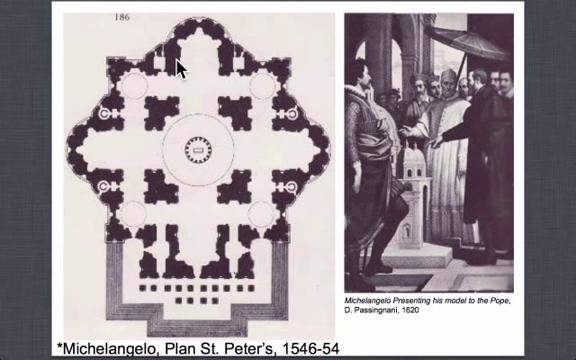 186
Michelangelo Presenting his model to the Pope,
D. Passingnani, 1620
*Michelangelo, Plan St. Peter's, 1546-54